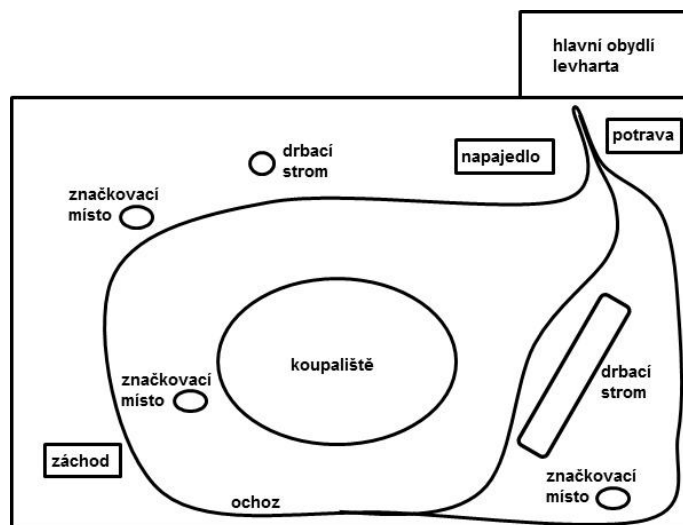 hlavní obydlí
levharta
potrava
napajedlo
drbací
strom
značkovací
místo
koupaliště
značkovací
místo
drbací
strom
záchod
značkovací
místo
ochoz